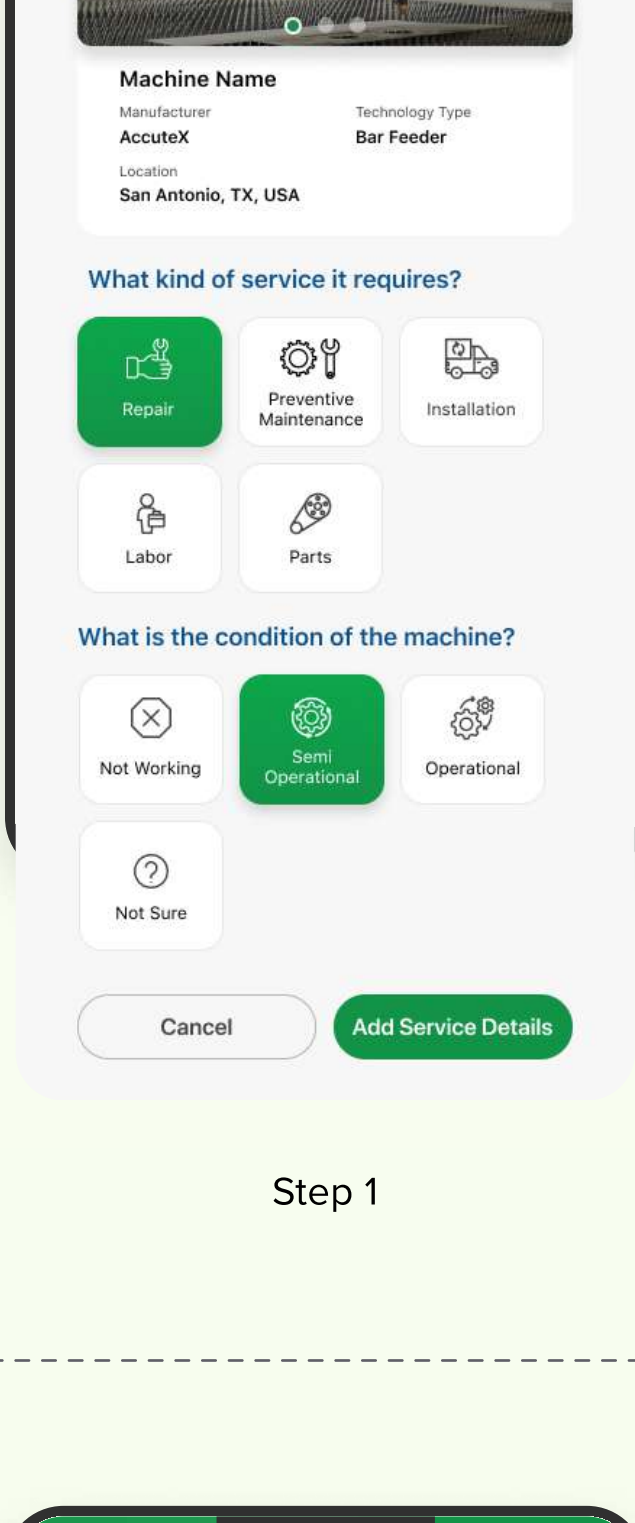 Machine Name
Manufacturer Technology Type
AccuteX Bar Feeder
Location
San Antonio, TX, USA
What kind of service it requires?
Repair
Preventive
Maintenance
Installation
Labor
Parts
What is the condition of the machine?
Not Working
Semi
Operational
Operational
Not Sure
Cancel
Add Service Details
Step 1